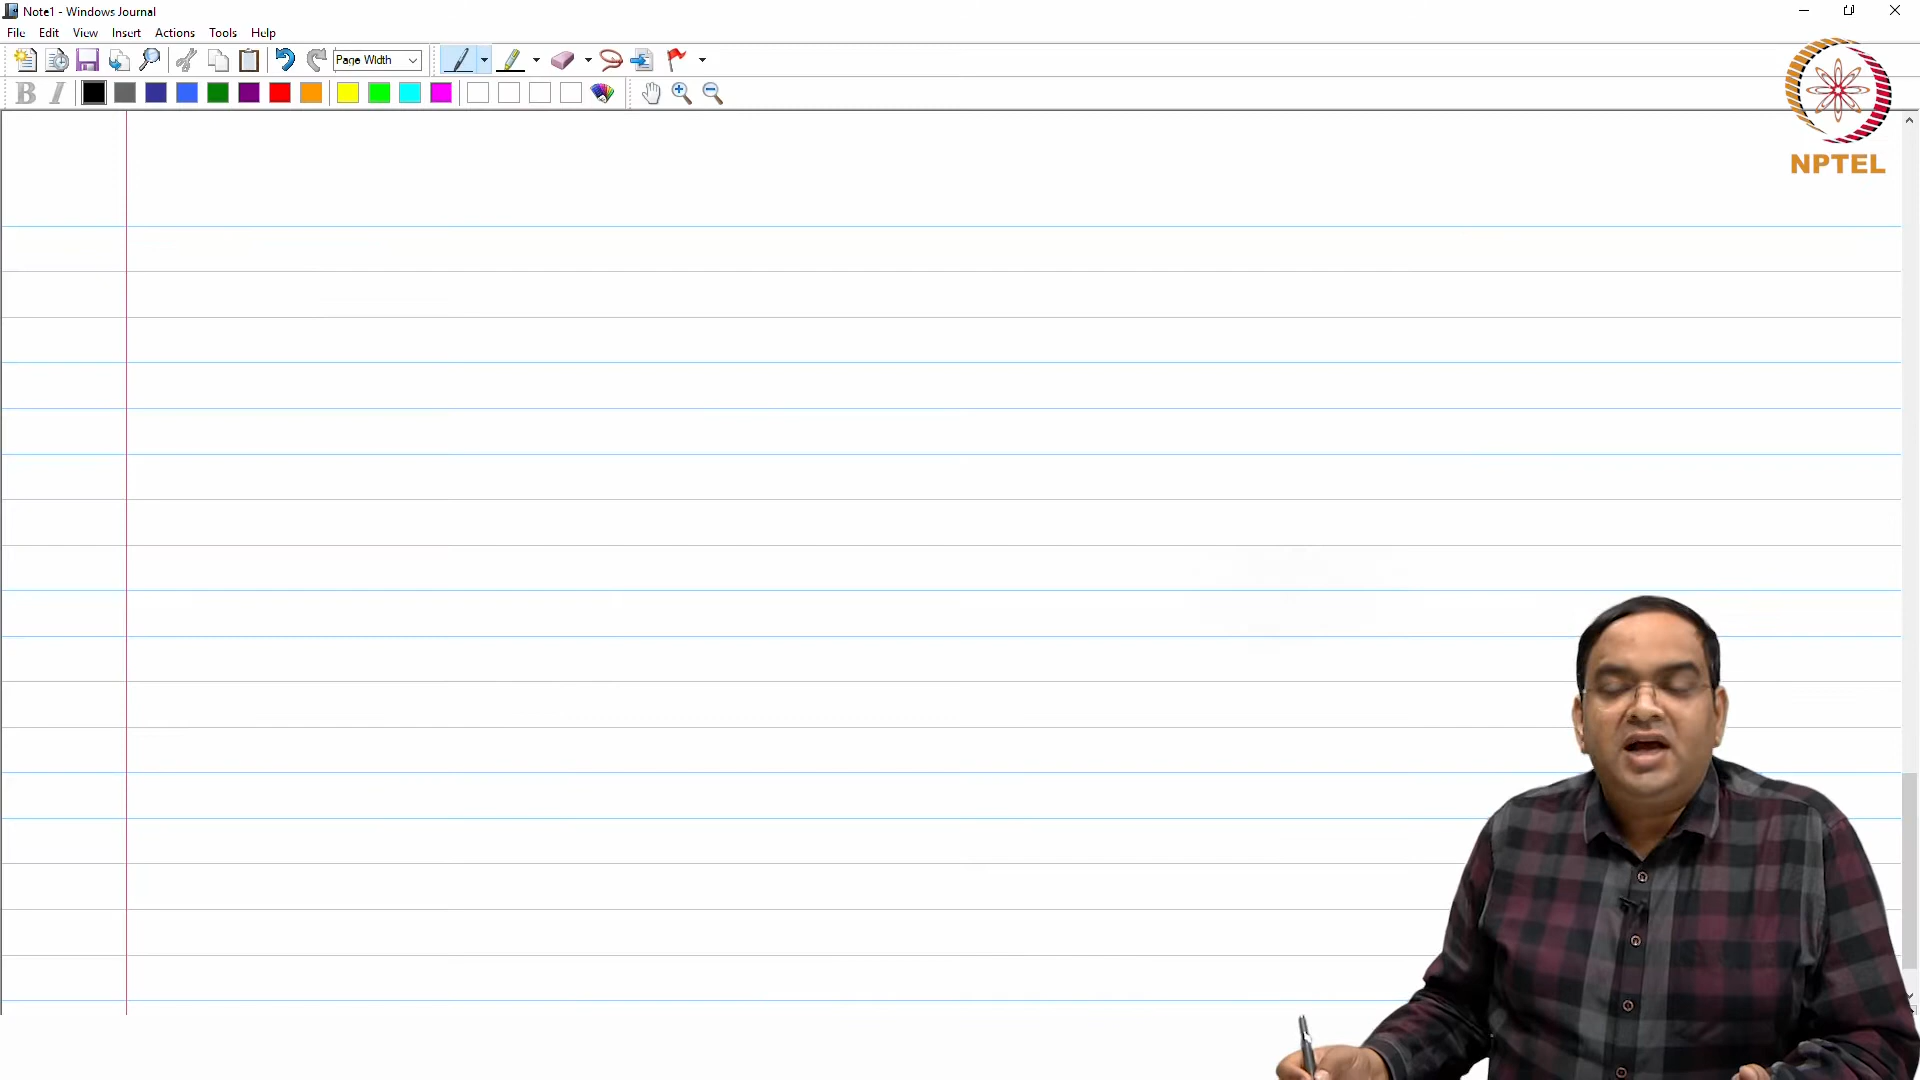 Note1 - Windows Journal
File Edit View Insert Actions Tools Help
Page Width
B I
NPTEL